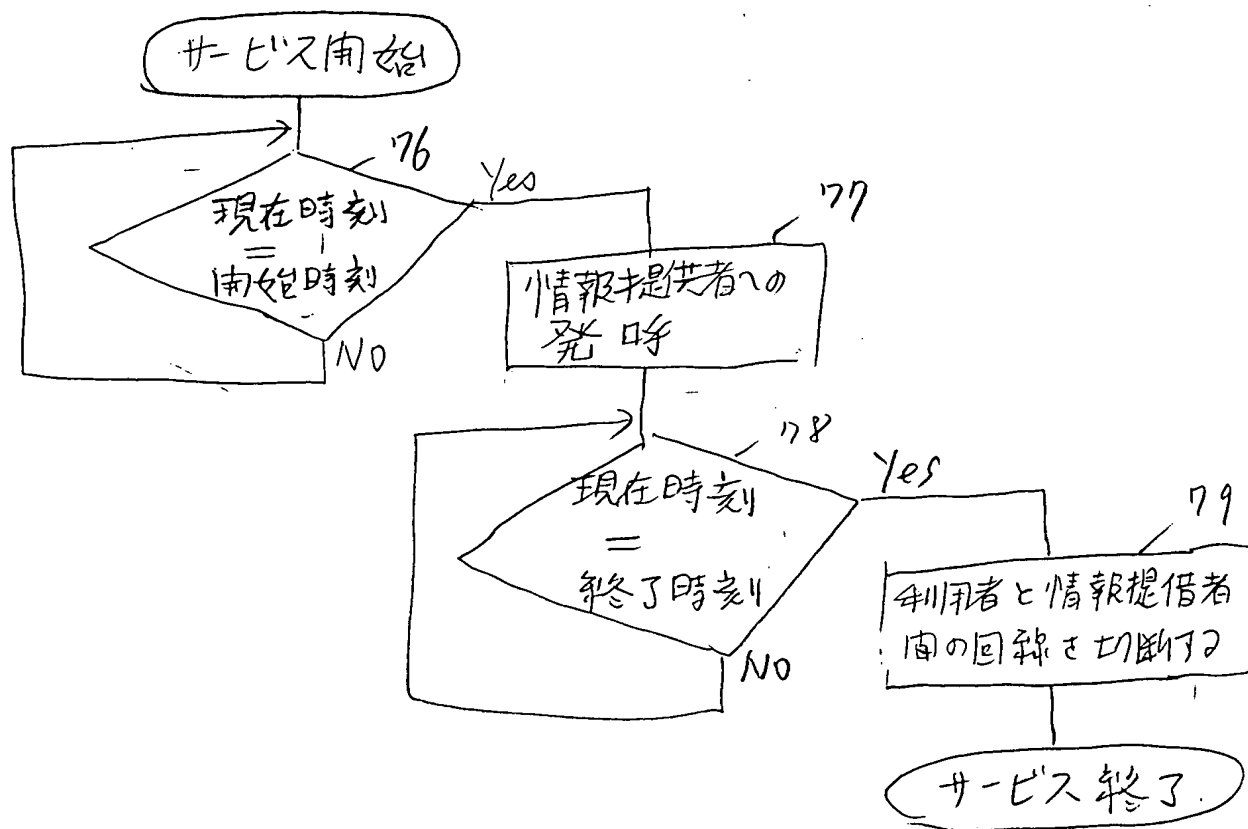 サービス開始
76
Yes
現在時刻
=
開始時刻
NO
77
情報提供者への
発呼
78
Yes
現在時刻
=
終了時刻
NO
79
利用者と情報提借者
間の回線を切断する
サービス終了.